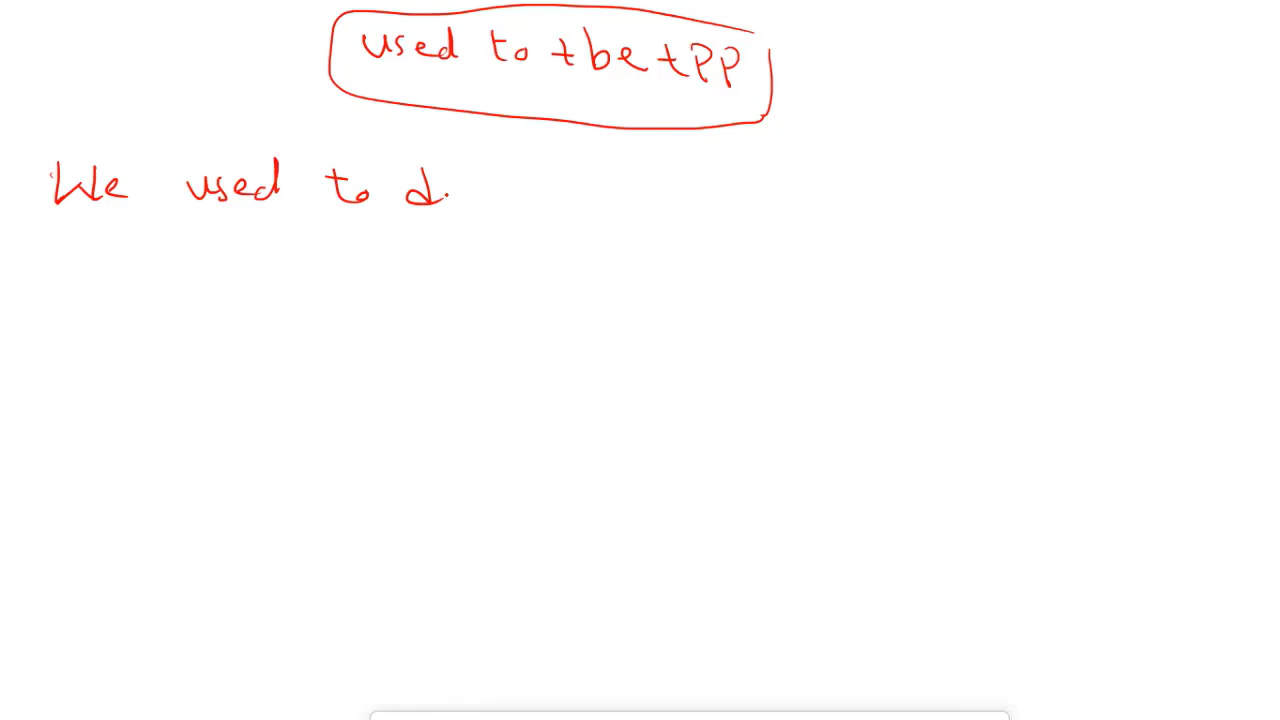 used to + be + PP
We used to d